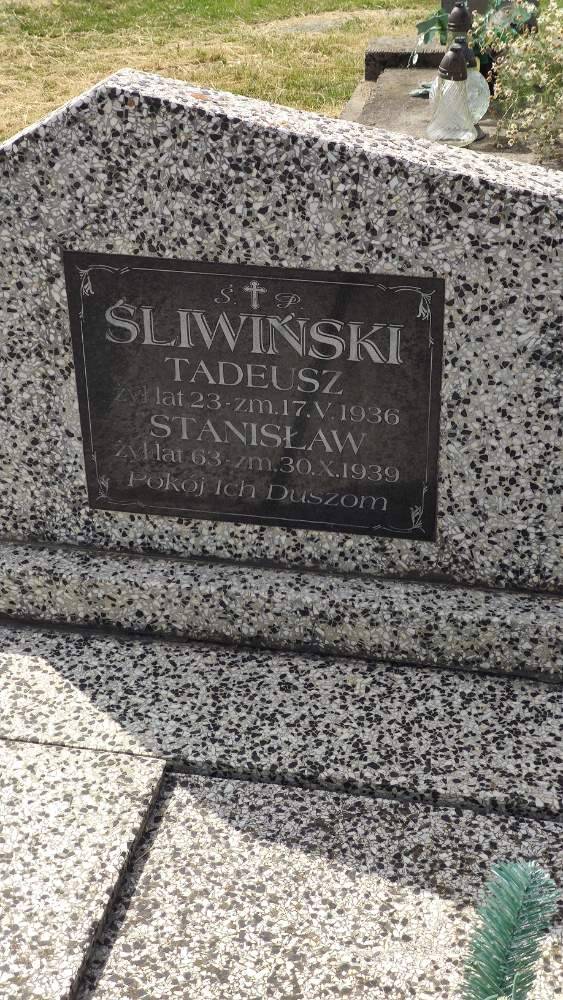 Ś. P.
ŚLIWIŃSKI
TADEUSZ
żył lat 23-zm.17.V.1936
STANISŁAW
żył lat 63-zm.30.X.1939
Pokój Ich Duszom